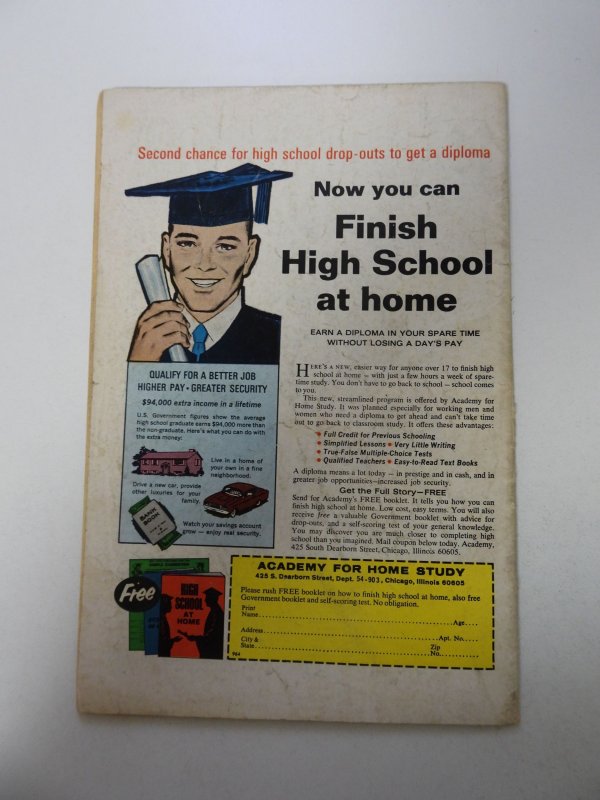 Second chance for high school drop-outs to get a diploma
Now you can
Finish
High School
at home
EARN A DIPLOMA IN YOUR SPARE TIME
WITHOUT LOSING A DAY'S PAY
QUALIFY FOR A BETTER JOB
HIGHER PAY • GREATER SECURITY
$94,000 extra income in a lifetime
U.S. Government figures show the average
high school graduate earns $94,000 more than
the non-graduate. Here's what you can do with
the extra money:
Live in a home of
your own in a fine
neighborhood.
Drive a new car, provide
other luxuries for your
family.
BANK
BOOK
Watch your savings account
grow — enjoy real security.
HERE'S A NEW, easier way for anyone over 17 to finish high
school at home — with just a few hours a week of spare-
time study. You don't have to go back to school — school comes
to you.
This new, streamlined program is offered by Academy for
Home Study. It was planned especially for working men and
women who need a diploma to get ahead and can't take time
out to go back to classroom study. It offers these advantages:
• Full Credit for Previous Schooling
• Simplified Lessons • Very Little Writing
• True-False Multiple-Choice Tests
• Qualified Teachers • Easy-to-Read Text Books
A diploma means a lot today — in prestige and in cash, and in
greater job opportunities—increased job security.
Get the Full Story—FREE
Send for Academy's FREE booklet. It tells you how you can
finish high school at home. Low cost, easy terms. You will also
receive free a valuable Government booklet with advice for
drop-outs, and a self-scoring test of your general knowledge.
You may discover you are much closer to completing high
school than you imagined. Mail coupon below today. Academy,
425 South Dearborn Street, Chicago, Illinois 60605.
Free
HIGH
SCHOOL
AT
HOME
ACADEMY FOR HOME STUDY
425 S. Dearborn Street, Dept. 54-903, Chicago, Illinois 60605
Please rush FREE booklet on how to finish high school at home, also free
Government booklet and self-scoring test. No obligation.
Print
Name Age
Address Apt. No.
City & Zip
State No.
964